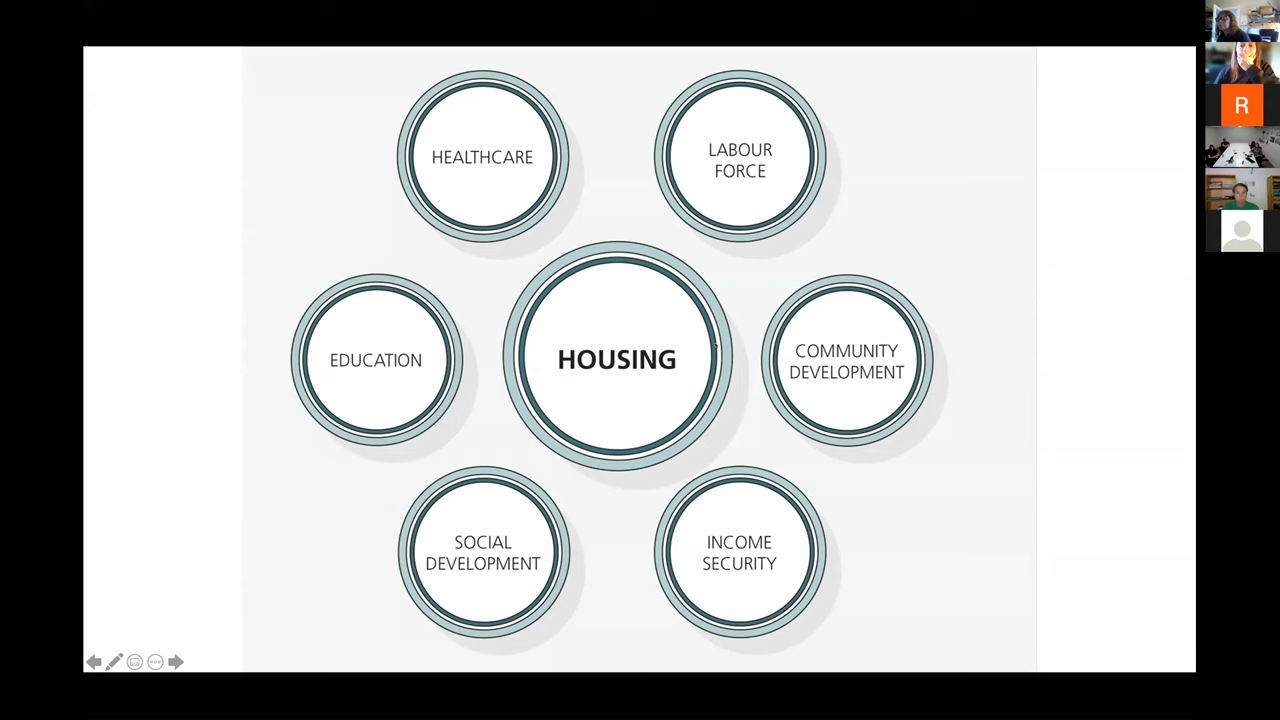 HEALTHCARE
LABOUR
FORCE
R
EDUCATION
HOUSING
COMMUNITY
DEVELOPMENT
SOCIAL
DEVELOPMENT
INCOME
SECURITY